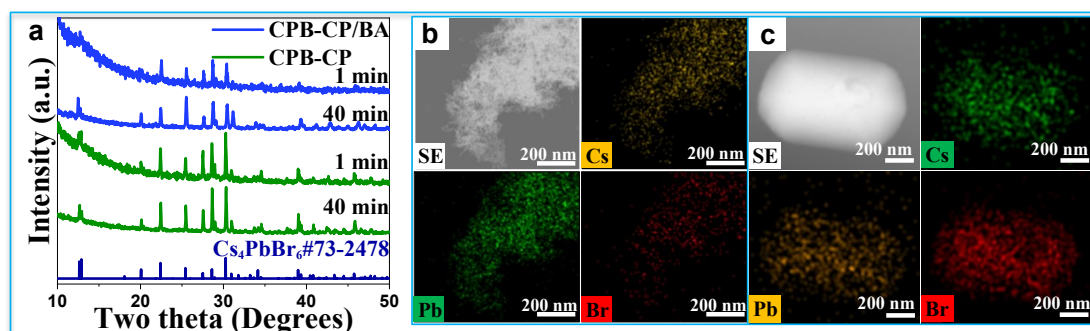 a
CPB-CP/BA
CPB-CP
1 min
40 min
1 min
40 min
Cs₄PbBr₆#73-2478
Intensity (a.u.)
10 20 30 40 50
Two theta (Degrees)
b
SE
200 nm
Cs
200 nm
Pb
200 nm
Br
200 nm
c
SE
200 nm
Cs
200 nm
Pb
200 nm
Br
200 nm